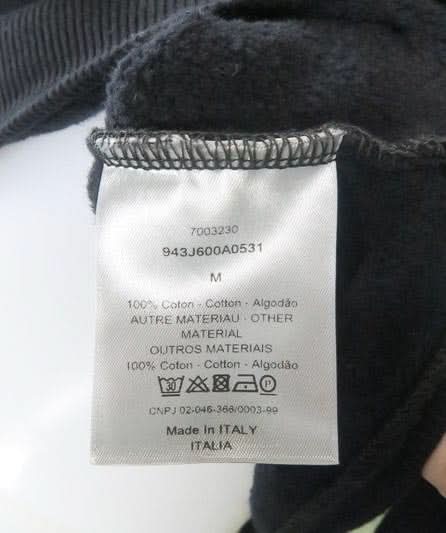 7003230
943J600A0531
M
100% Coton - Cotton - Algodão
AUTRE MATERIAU - OTHER
MATERIAL
OUTROS MATERIAIS
100% Coton - Cotton - Algodão
CNPJ 02-046-366/0003-99
Made in ITALY
ITALIA